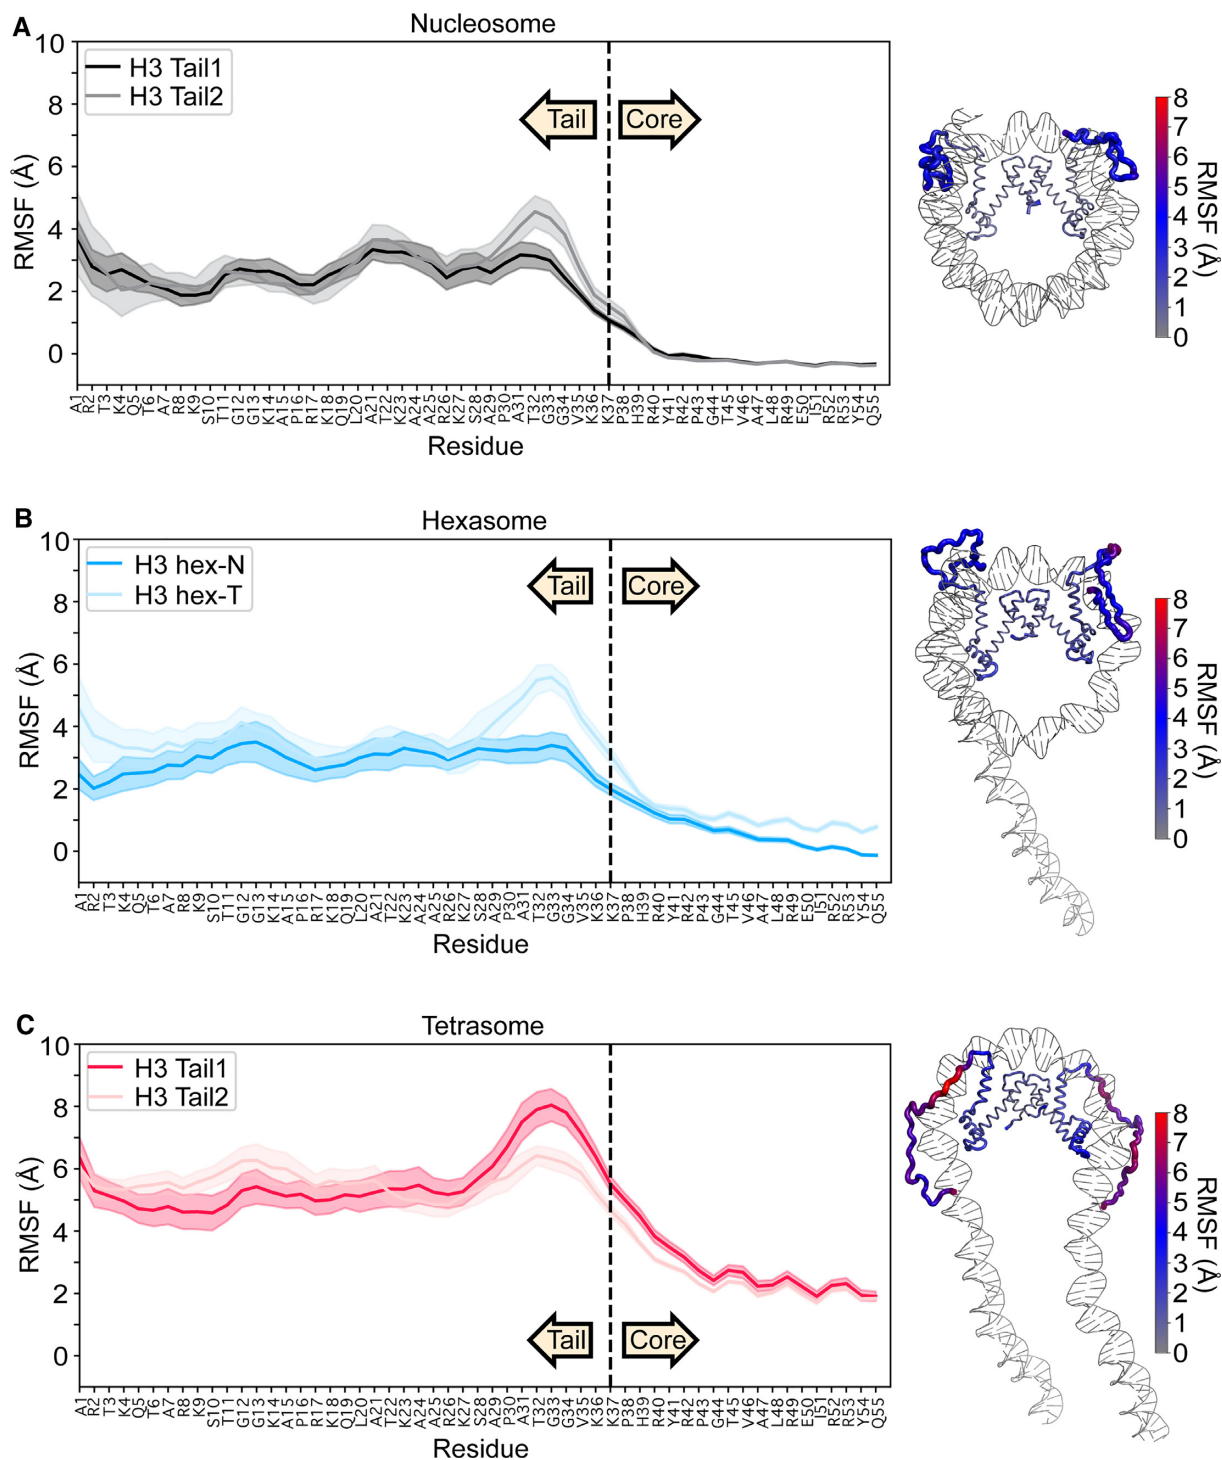 A
Nucleosome
10
8
6
4
2
0
RMSF (Å)
H3 Tail1
H3 Tail2
Tail
Core
A1 R2 T3 K4 Q5 T6 A7 R8 K9 S10 T11 G12 G13 K14 A15 P16 R17 K18 Q19 L20 A21 T22 K23 A24 A25 R26 K27 S28 A29 P30 A31 T32 G33 G34 V35 K36 K37 P38 H39 R40 Y41 R42 P43 G44 T45 V46 A47 L48 R49 E50 I51 R52 R53 Y54 Q55
Residue
8
7
6
5
4
3
2
1
0
RMSF (Å)
B
Hexasome
10
8
6
4
2
0
RMSF (Å)
H3 hex-N
H3 hex-T
Tail
Core
A1 R2 T3 K4 Q5 T6 A7 R8 K9 S10 T11 G12 G13 K14 A15 P16 R17 K18 Q19 L20 A21 T22 K23 A24 A25 R26 K27 S28 A29 P30 A31 T32 G33 G34 V35 K36 K37 P38 H39 R40 Y41 R42 P43 G44 T45 V46 A47 L48 R49 E50 I51 R52 R53 Y54 Q55
Residue
8
7
6
5
4
3
2
1
0
RMSF (Å)
C
Tetrasome
10
8
6
4
2
0
RMSF (Å)
H3 Tail1
H3 Tail2
Tail
Core
A1 R2 T3 K4 Q5 T6 A7 R8 K9 S10 T11 G12 G13 K14 A15 P16 R17 K18 Q19 L20 A21 T22 K23 A24 A25 R26 K27 S28 A29 P30 A31 T32 G33 G34 V35 K36 K37 P38 H39 R40 Y41 R42 P43 G44 T45 V46 A47 L48 R49 E50 I51 R52 R53 Y54 Q55
Residue
8
7
6
5
4
3
2
1
0
RMSF (Å)